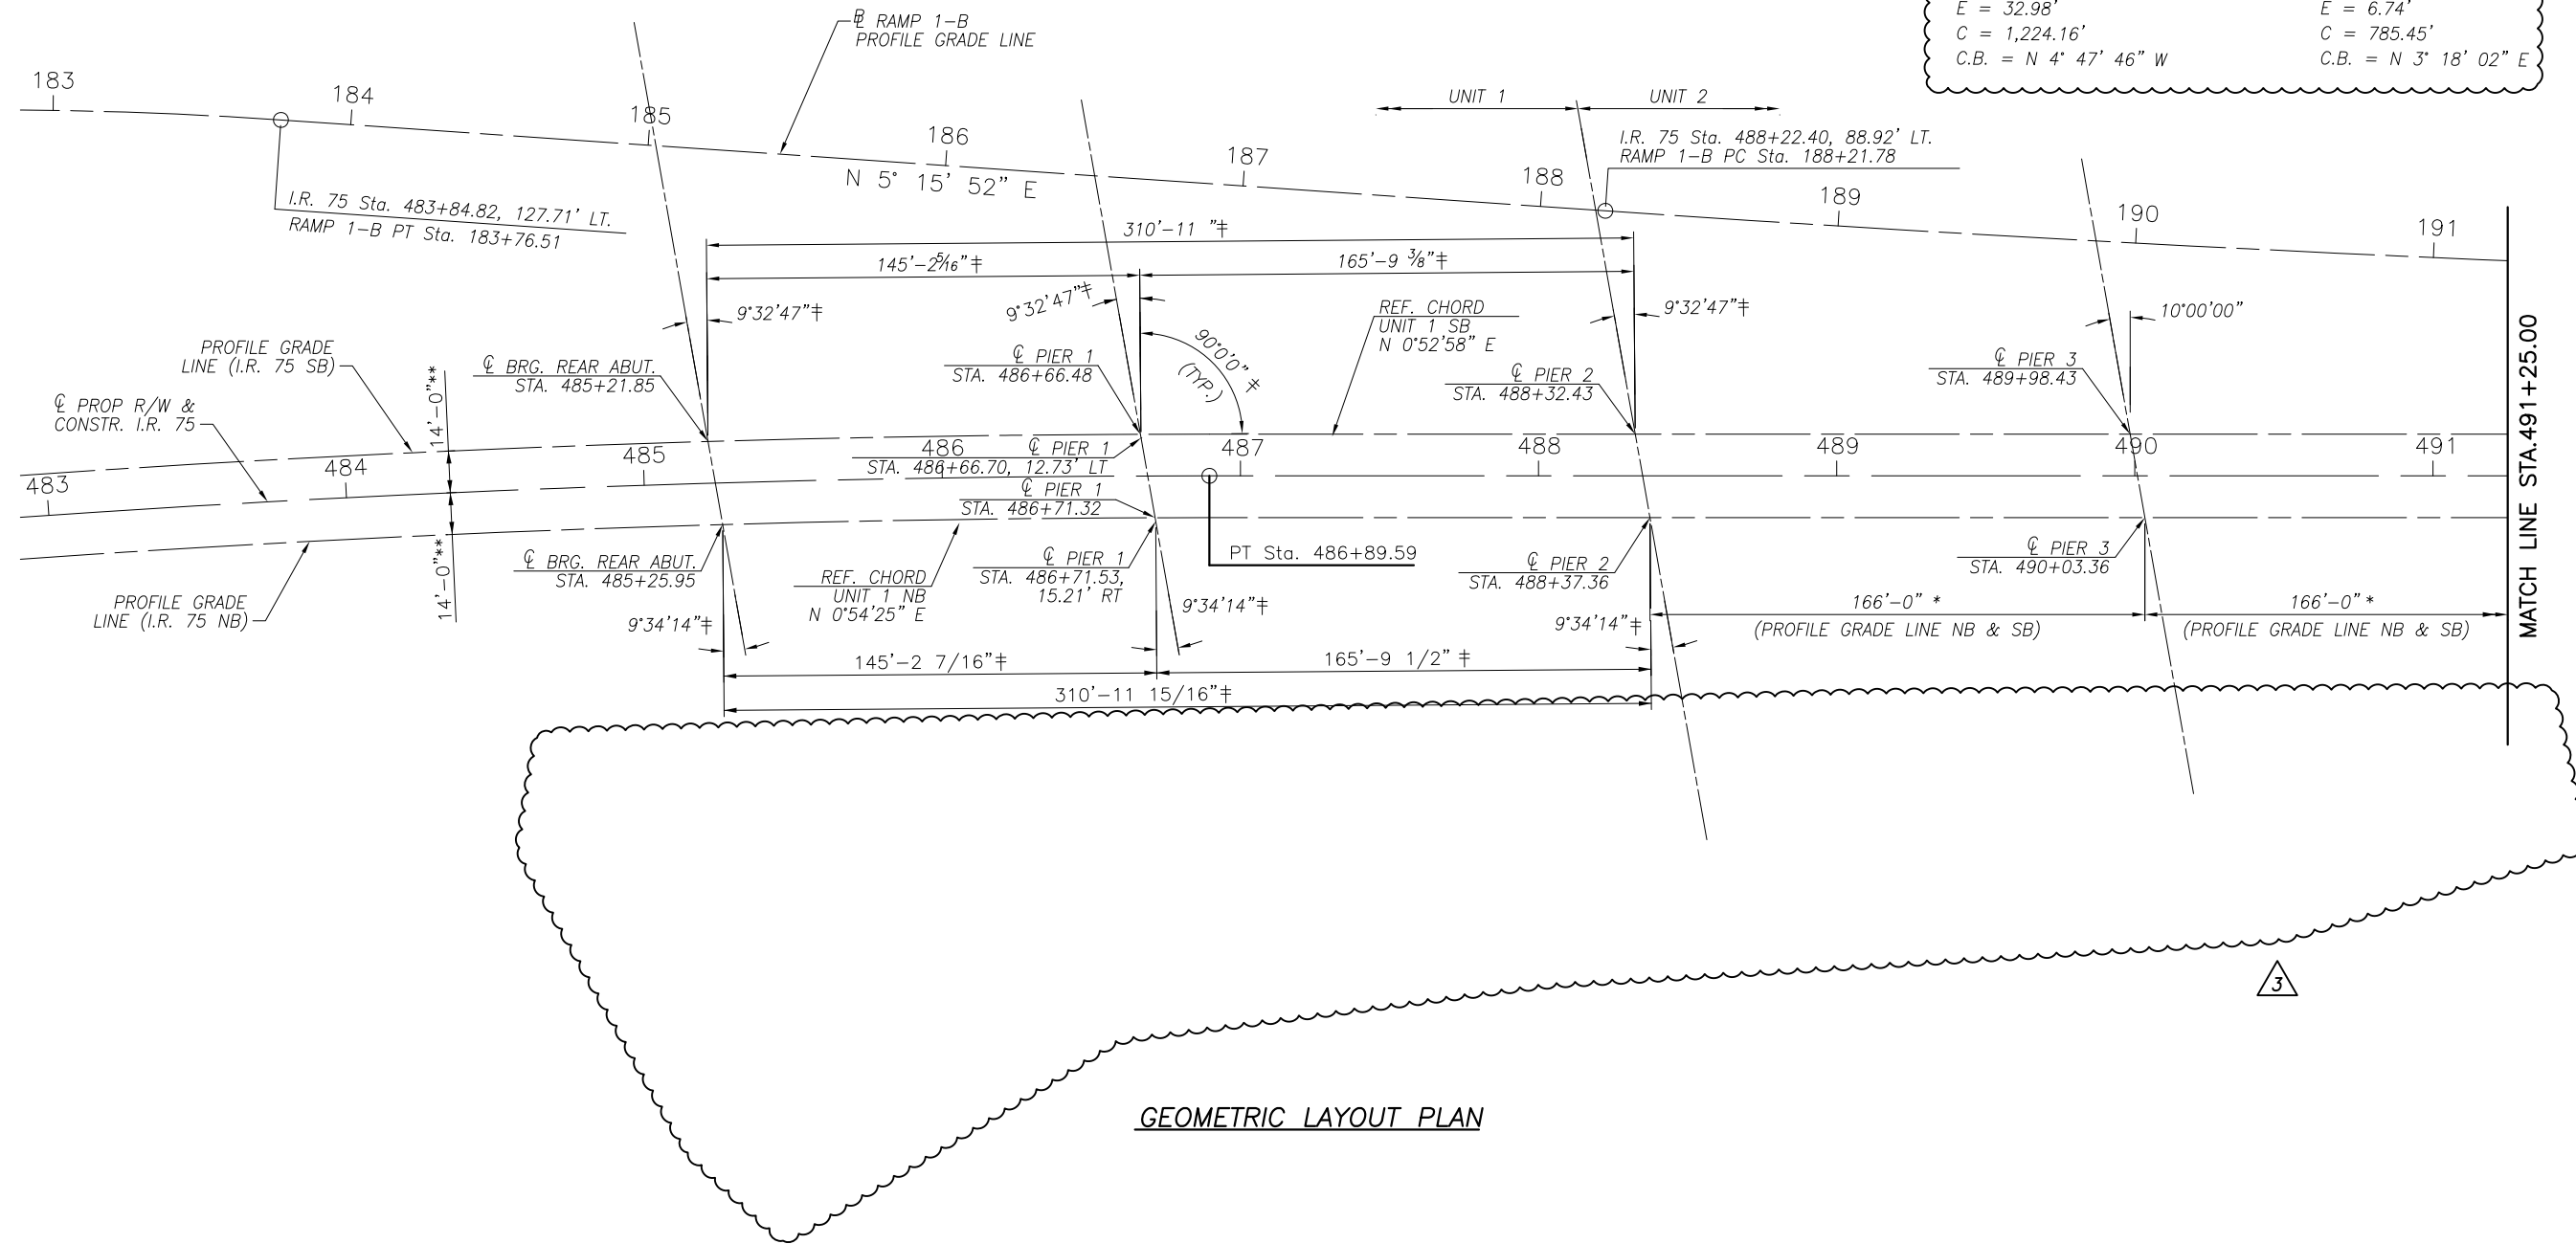 E = 32.98'
E = 6.74'
C = 1,224.16'
C = 785.45'
C.B. = N 4° 47' 46" W
C.B. = N 3° 18' 02" E
℄ RAMP 1-B
PROFILE GRADE LINE
183
184
185
186
187
188
189
190
191
UNIT 1
UNIT 2
N 5° 15' 52" E
I.R. 75 Sta. 488+22.40, 88.92' LT.
RAMP 1-B PC Sta. 188+21.78
I.R. 75 Sta. 483+84.82, 127.71' LT.
RAMP 1-B PT Sta. 183+76.51
310'-11 "‡
145'-2 5/16"‡
165'-9 3/8"‡
9°32'47"‡
9°32'47"‡
9°32'47"‡
10°00'00"
90°0'0" ‡
(TYP.)
REF. CHORD
UNIT 1 SB
N 0°52'58" E
PROFILE GRADE
LINE (I.R. 75 SB)
℄ BRG. REAR ABUT.
STA. 485+21.85
℄ PIER 1
STA. 486+66.48
℄ PIER 2
STA. 488+32.43
℄ PIER 3
STA. 489+98.43
℄ PROP R/W &
CONSTR. I.R. 75
14'-0"**
14'-0"**
483
484
485
486
487
488
489
490
491
℄ PIER 1
STA. 486+66.70, 12.73' LT
℄ PIER 1
STA. 486+71.32
PT Sta. 486+89.59
℄ BRG. REAR ABUT.
STA. 485+25.95
REF. CHORD
UNIT 1 NB
N 0°54'25" E
℄ PIER 1
STA. 486+71.53,
15.21' RT
℄ PIER 2
STA. 488+37.36
℄ PIER 3
STA. 490+03.36
PROFILE GRADE
LINE (I.R. 75 NB)
9°34'14"‡
9°34'14"‡
9°34'14"‡
166'-0" *
(PROFILE GRADE LINE NB & SB)
166'-0" *
(PROFILE GRADE LINE NB & SB)
145'-2 7/16"‡
165'-9 1/2" ‡
310'-11 15/16"‡
MATCH LINE STA.491+25.00
3
GEOMETRIC LAYOUT PLAN